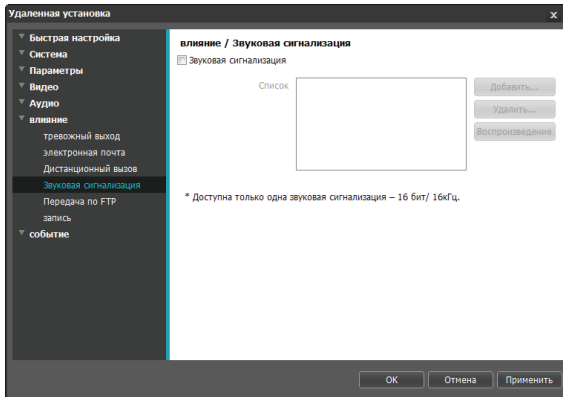 Удаленная установка
x
Быстрая настройка
Система
Параметры
Видео
Аудио
влияние
тревожный выход
электронная почта
Дистанционный вызов
Звуковая сигнализация
Передача по FTP
запись
событие
влияние / Звуковая сигнализация
Звуковая сигнализация
Список
Добавить...
Удалить...
Воспроизведение
* Доступна только одна звуковая сигнализация – 16 бит/ 16кГц.
OK
Отмена
Применить